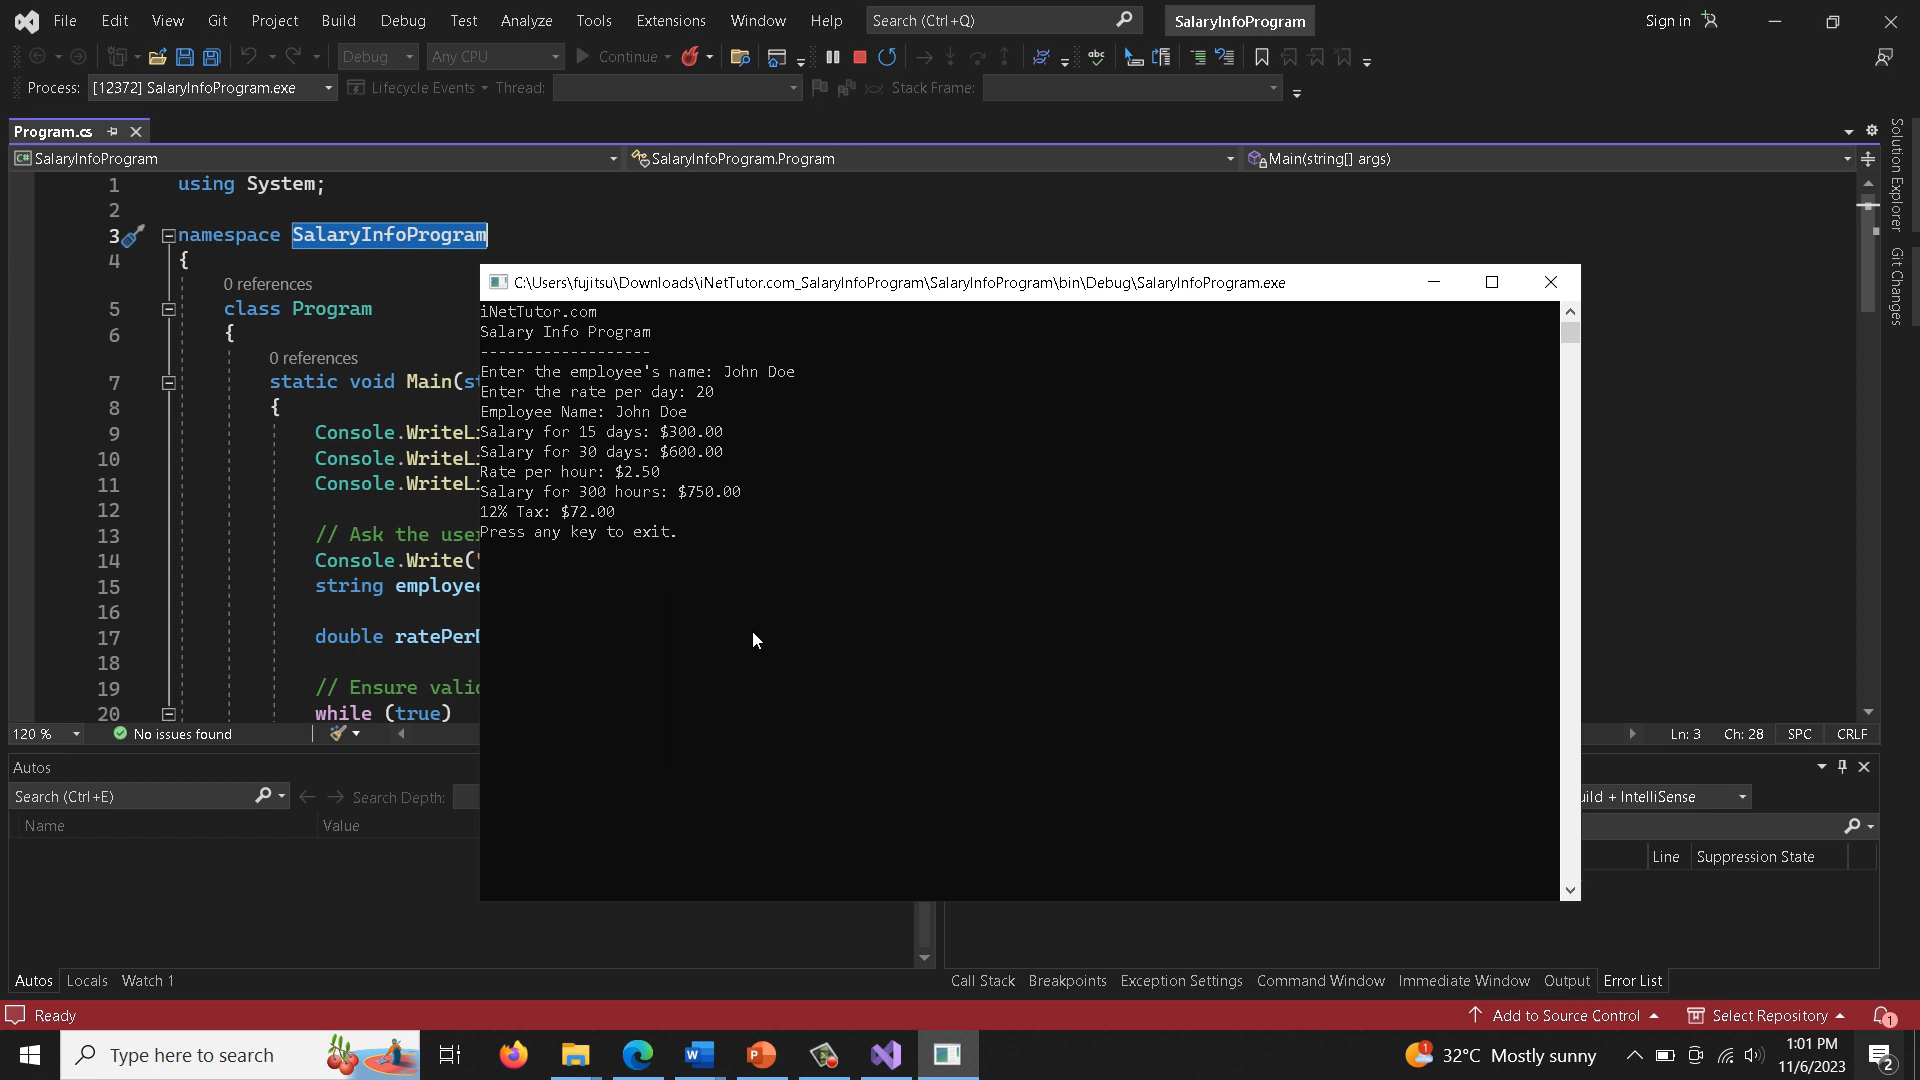 File Edit View Git Project Build Debug Test Analyze Tools Extensions Window Help Search (Ctrl+Q) SalaryInfoProgram Sign in
Debug Any CPU Continue
Process: [12372] SalaryInfoProgram.exe Lifecycle Events Thread: Stack Frame:
Program.cs
SalaryInfoProgram SalaryInfoProgram.Program Main(string[] args)
Solution Explorer
Git Changes
1 using System;
2
3 namespace SalaryInfoProgram
4 {
0 references
5 class Program
6 {
0 references
7 static void Main(st
8 {
9 Console.WriteLi
10 Console.WriteLi
11 Console.WriteLi
12
13 // Ask the use
14 Console.Write(
15 string employee
16
17 double ratePerD
18
19 // Ensure valid
20 while (true)
C:\Users\fujitsu\Downloads\iNetTutor.com_SalaryInfoProgram\SalaryInfoProgram\bin\Debug\SalaryInfoProgram.exe
iNetTutor.com
Salary Info Program
-------------------
Enter the employee's name: John Doe
Enter the rate per day: 20
Employee Name: John Doe
Salary for 15 days: $300.00
Salary for 30 days: $600.00
Rate per hour: $2.50
Salary for 300 hours: $750.00
12% Tax: $72.00
Press any key to exit.
120 % No issues found Ln: 3 Ch: 28 SPC CRLF
Autos
Search (Ctrl+E) Search Depth:
Name Value
uild + IntelliSense
Line Suppression State
Autos Locals Watch 1
Call Stack Breakpoints Exception Settings Command Window Immediate Window Output Error List
Ready Add to Source Control Select Repository 1
Type here to search 1 32°C Mostly sunny 1:01 PM
11/6/2023 2